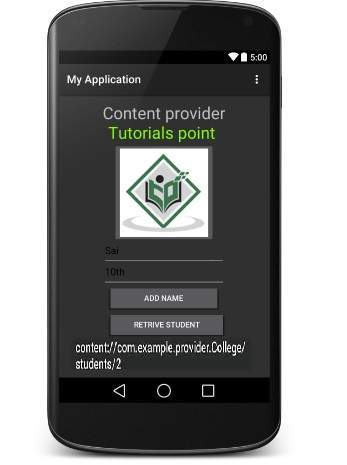 5:00
My Application
Content provider
Tutorials point
Sai
10th
ADD NAME
RETRIVE STUDENT
content://com.example.provider.College/
students/2